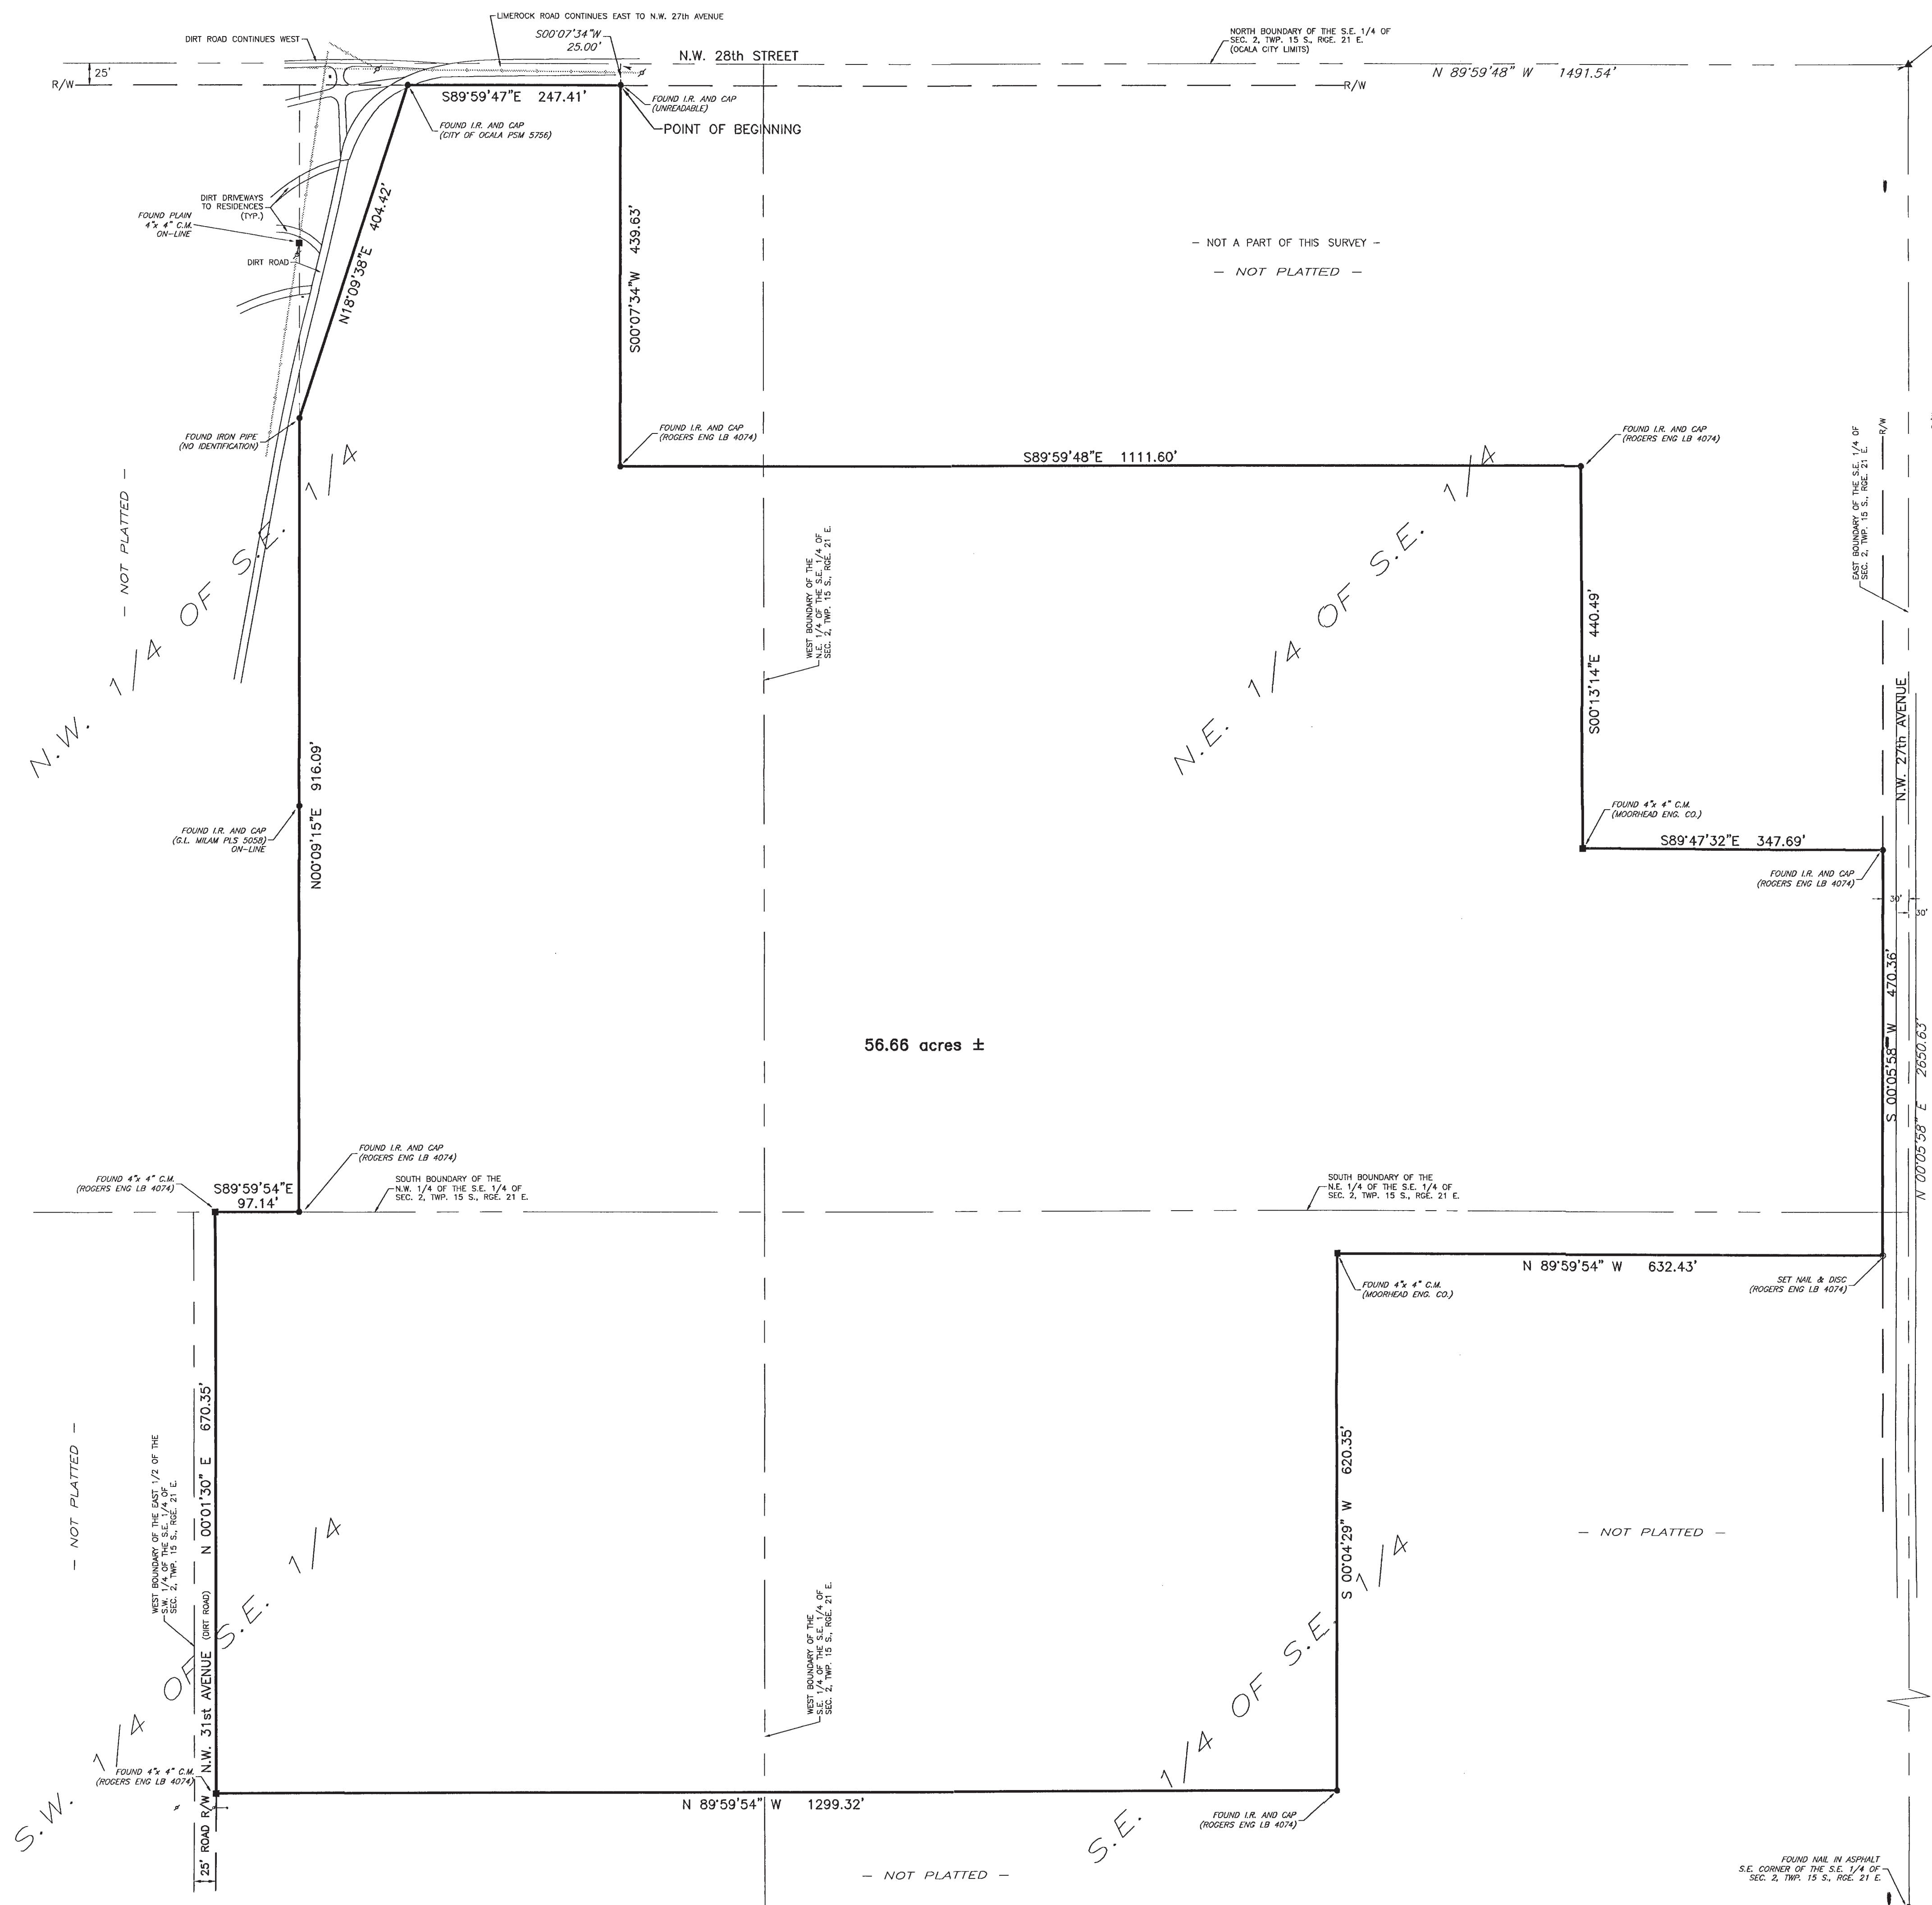 LIMEROCK ROAD CONTINUES EAST TO N.W. 27th AVENUE
DIRT ROAD CONTINUES WEST
S00°07'34"W
25.00'
N.W. 28th STREET
NORTH BOUNDARY OF THE S.E. 1/4 OF
SEC. 2, TWP. 15 S., RGE. 21 E.
(OCALA CITY LIMITS)
N 89°59'48" W 1491.54'
25'
R/W
R/W
S89°59'47"E 247.41'
FOUND I.R. AND CAP
(UNREADABLE)
FOUND I.R. AND CAP
(CITY OF OCALA PSM 5756)
POINT OF BEGINNING
DIRT DRIVEWAYS
TO RESIDENCES
(TYP.)
FOUND PLAIN
4"x 4" C.M.
ON-LINE
DIRT ROAD
N18°09'38"E 404.42'
S00°07'34"W 439.63'
- NOT A PART OF THIS SURVEY -
- NOT PLATTED -
FOUND IRON PIPE
(NO IDENTIFICATION)
FOUND I.R. AND CAP
(ROGERS ENG LB 4074)
S89°59'48"E 1111.60'
FOUND I.R. AND CAP
(ROGERS ENG LB 4074)
R/W
EAST BOUNDARY OF THE S.E. 1/4 OF
SEC. 2, TWP. 15 S., RGE. 21 E.
- NOT PLATTED -
N.W. 1/4 OF S.E. 1/4
WEST BOUNDARY OF THE
N.E. 1/4 OF THE S.E. 1/4 OF
SEC. 2, TWP. 15 S., RGE. 21 E.
N.E. 1/4 OF S.E. 1/4
S00°13'14"E 440.49'
N.W. 27th AVENUE
N00°09'15"E 916.09'
FOUND I.R. AND CAP
(G.L. MILAM PLS 5058)
ON-LINE
FOUND 4"x 4" C.M.
(MOORHEAD ENG. CO.)
S89°47'32"E 347.69'
FOUND I.R. AND CAP
(ROGERS ENG LB 4074)
30'
30'
S 00°05'58" W 470.36'
N 00°05'58" E 2650.63'
56.66 acres ±
FOUND I.R. AND CAP
(ROGERS ENG LB 4074)
FOUND 4"x 4" C.M.
(ROGERS ENG LB 4074)
S89°59'54"E
97.14'
SOUTH BOUNDARY OF THE
N.W. 1/4 OF THE S.E. 1/4 OF
SEC. 2, TWP. 15 S., RGE. 21 E.
SOUTH BOUNDARY OF THE
N.E. 1/4 OF THE S.E. 1/4 OF
SEC. 2, TWP. 15 S., RGE. 21 E.
N 89°59'54" W 632.43'
FOUND 4"x 4" C.M.
(MOORHEAD ENG. CO.)
SET NAIL & DISC
(ROGERS ENG LB 4074)
- NOT PLATTED -
WEST BOUNDARY OF THE EAST 1/2 OF THE
S.W. 1/4 OF THE S.E. 1/4 OF
SEC. 2, TWP. 15 S., RGE. 21 E.
N 00°01'30" E 670.35'
N.W. 31st AVENUE (DIRT ROAD)
S.W. 1/4 OF S.E. 1/4
WEST BOUNDARY OF THE
S.E. 1/4 OF THE S.E. 1/4 OF
SEC. 2, TWP. 15 S., RGE. 21 E.
S 00°04'29" W 620.35'
S.E. 1/4 OF S.E. 1/4
- NOT PLATTED -
FOUND 4"x 4" C.M.
(ROGERS ENG LB 4074)
25' ROAD R/W
N 89°59'54" W 1299.32'
FOUND I.R. AND CAP
(ROGERS ENG LB 4074)
- NOT PLATTED -
FOUND NAIL IN ASPHALT
S.E. CORNER OF THE S.E. 1/4 OF
SEC. 2, TWP. 15 S., RGE. 21 E.